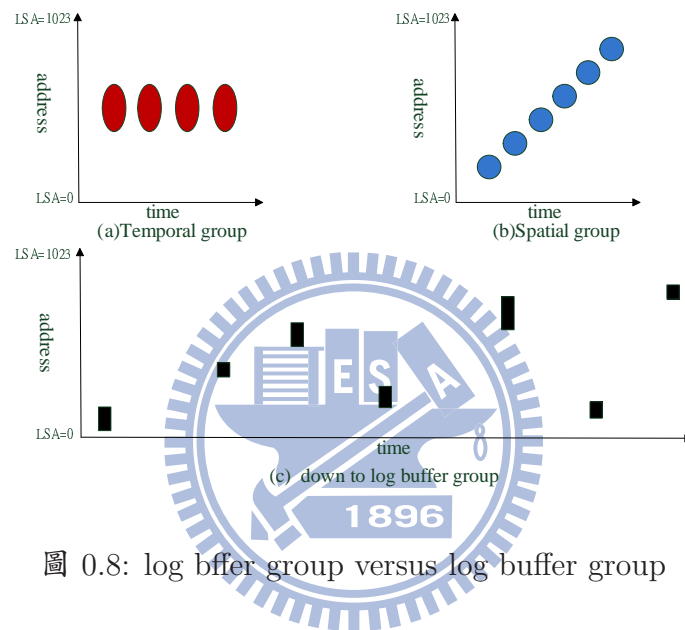 LSA=1023
address
LSA=0
time
(a)Temporal group
LSA=1023
address
LSA=0
time
(b)Spatial group
LSA=1023
address
LSA=0
time
(c) down to log buffer group
E S A
1896
圖 0.8: log bffer group versus log buffer group